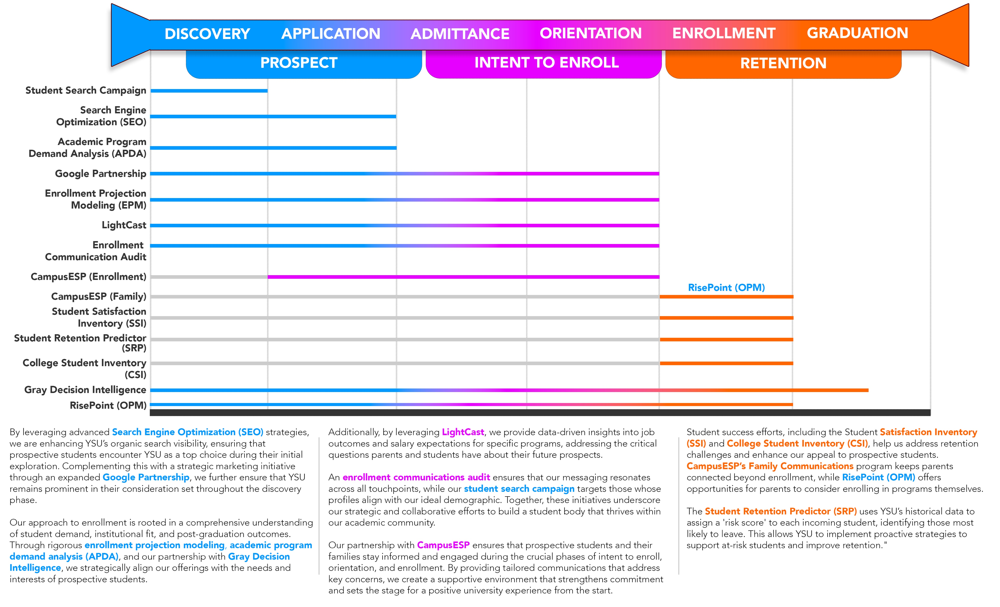 DISCOVERY APPLICATION ADMITTANCE ORIENTATION ENROLLMENT GRADUATION
PROSPECT INTENT TO ENROLL RETENTION
Student Search Campaign
Search Engine
Optimization (SEO)
Academic Program
Demand Analysis (APDA)
Google Partnership
Enrollment Projection
Modeling (EPM)
LightCast
Enrollment
Communication Audit
CampusESP (Enrollment)
RisePoint (OPM)
CampusESP (Family)
Student Satisfaction
Inventory (SSI)
Student Retention Predictor
(SRP)
College Student Inventory
(CSI)
Gray Decision Intelligence
RisePoint (OPM)
By leveraging advanced Search Engine Optimization (SEO) strategies,
we are enhancing YSU’s organic search visibility, ensuring that
prospective students encounter YSU as a top choice during their initial
exploration. Complementing this with a strategic marketing initiative
through an expanded Google Partnership, we further ensure that YSU
remains prominent in their consideration set throughout the discovery
phase.
Our approach to enrollment is rooted in a comprehensive understanding
of student demand, institutional fit, and post-graduation outcomes.
Through rigorous enrollment projection modeling, academic program
demand analysis (APDA), and our partnership with Gray Decision
Intelligence, we strategically align our offerings with the needs and
interests of prospective students.
Additionally, by leveraging LightCast, we provide data-driven insights into job
outcomes and salary expectations for specific programs, addressing the critical
questions parents and students have about their future prospects.
An enrollment communications audit ensures that our messaging resonates
across all touchpoints, while our student search campaign targets those whose
profiles align with our ideal demographic. Together, these initiatives underscore
our strategic and collaborative efforts to build a student body that thrives within
our academic community.
Our partnership with CampusESP ensures that prospective students and their
families stay informed and engaged during the crucial phases of intent to enroll,
orientation, and enrollment. By providing tailored communications that address
key concerns, we create a supportive environment that strengthens commitment
and sets the stage for a positive university experience from the start.
Student success efforts, including the Student Satisfaction Inventory
(SSI) and College Student Inventory (CSI), help us address retention
challenges and enhance our appeal to prospective students.
CampusESP’s Family Communications program keeps parents
connected beyond enrollment, while RisePoint (OPM) offers
opportunities for parents to consider enrolling in programs themselves.
The Student Retention Predictor (SRP) uses YSU’s historical data to
assign a 'risk score' to each incoming student, identifying those most
likely to leave. This allows YSU to implement proactive strategies to
support at-risk students and improve retention."